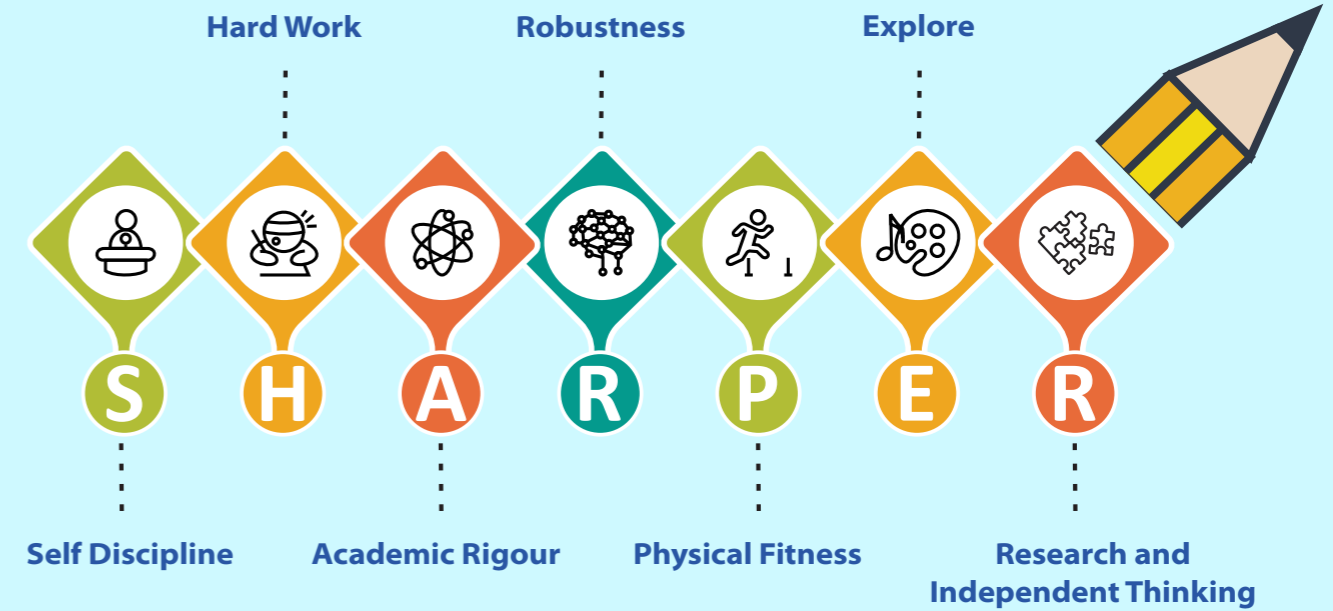 Hard Work
Robustness
Explore
S H A R P E R
Self Discipline
Academic Rigour
Physical Fitness
Research and
Independent Thinking